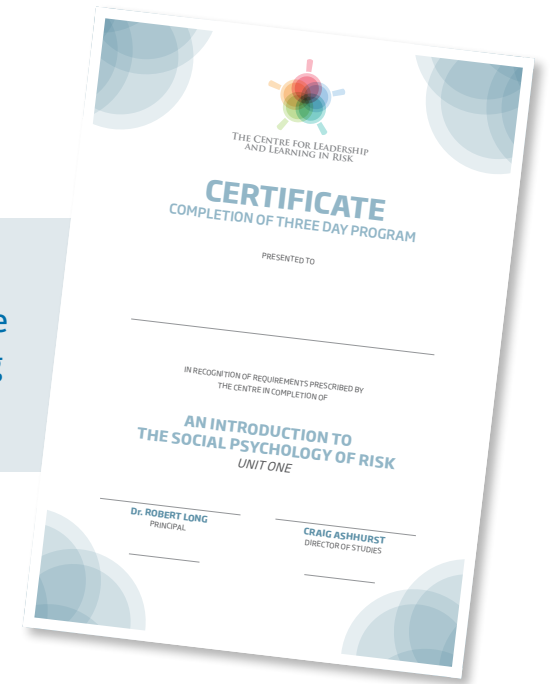 THE CENTRE FOR LEADERSHIP
AND LEARNING IN RISK
CERTIFICATE
COMPLETION OF THREE DAY PROGRAM
PRESENTED TO
IN RECOGNITION OF REQUIREMENTS PRESCRIBED BY
THE CENTRE IN COMPLETION OF
AN INTRODUCTION TO
THE SOCIAL PSYCHOLOGY OF RISK
UNIT ONE
Dr. ROBERT LONG
PRINCIPAL
CRAIG ASHHURST
DIRECTOR OF STUDIES